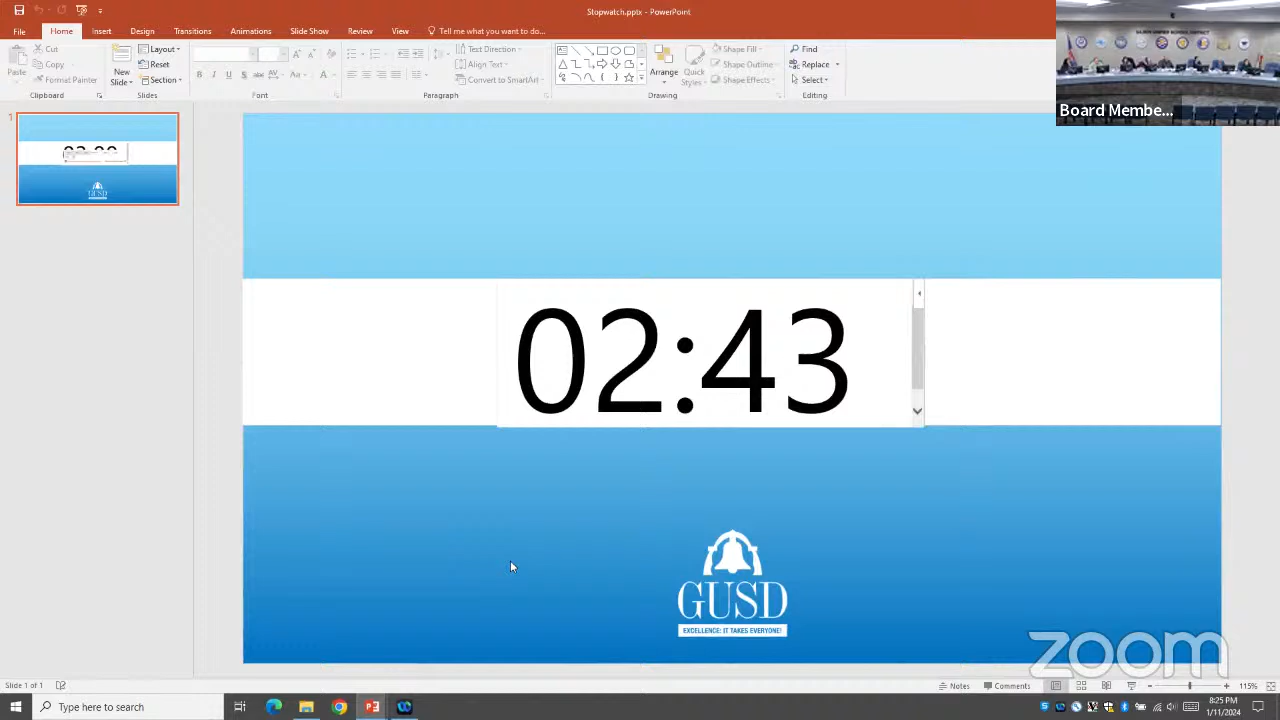 Stopwatch.pptx - PowerPoint
File Home Insert Design Transitions Animations Slide Show Review View Tell me what you want to do...
Cut
Copy
Format Painter
Paste
Clipboard
New
Slide
Layout
Reset
Section
Slides
B I U S
Font
Text Direction
Align Text
Convert to SmartArt
Paragraph
Arrange
Quick
Styles
Shape Fill
Shape Outline
Shape Effects
Drawing
Find
Replace
Select
Editing
Board Membe...
1
GUSD
02:43
GUSD
EXCELLENCE: IT TAKES EVERYONE!
zoom
Slide 1 of 1
Notes
Comments
115%
Type here to search
8:25 PM
1/11/2024